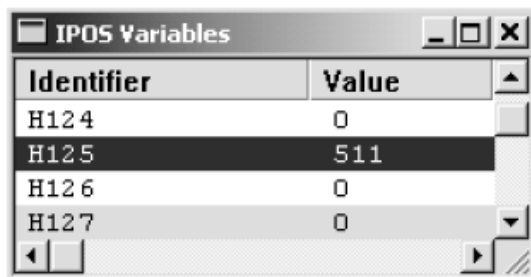 IPOS Variables
Identifier Value
H124 0
H125 511
H126 0
H127 0